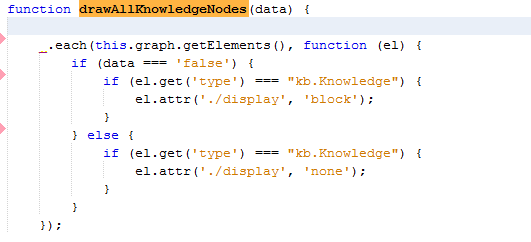 function drawAllKnowledgeNodes(data) {
_.each(this.graph.getElements(), function (el) {
if (data === 'false') {
if (el.get('type') === "kb.Knowledge") {
el.attr('./display', 'block');
}
} else {
if (el.get('type') === "kb.Knowledge") {
el.attr('./display', 'none');
}
}
});